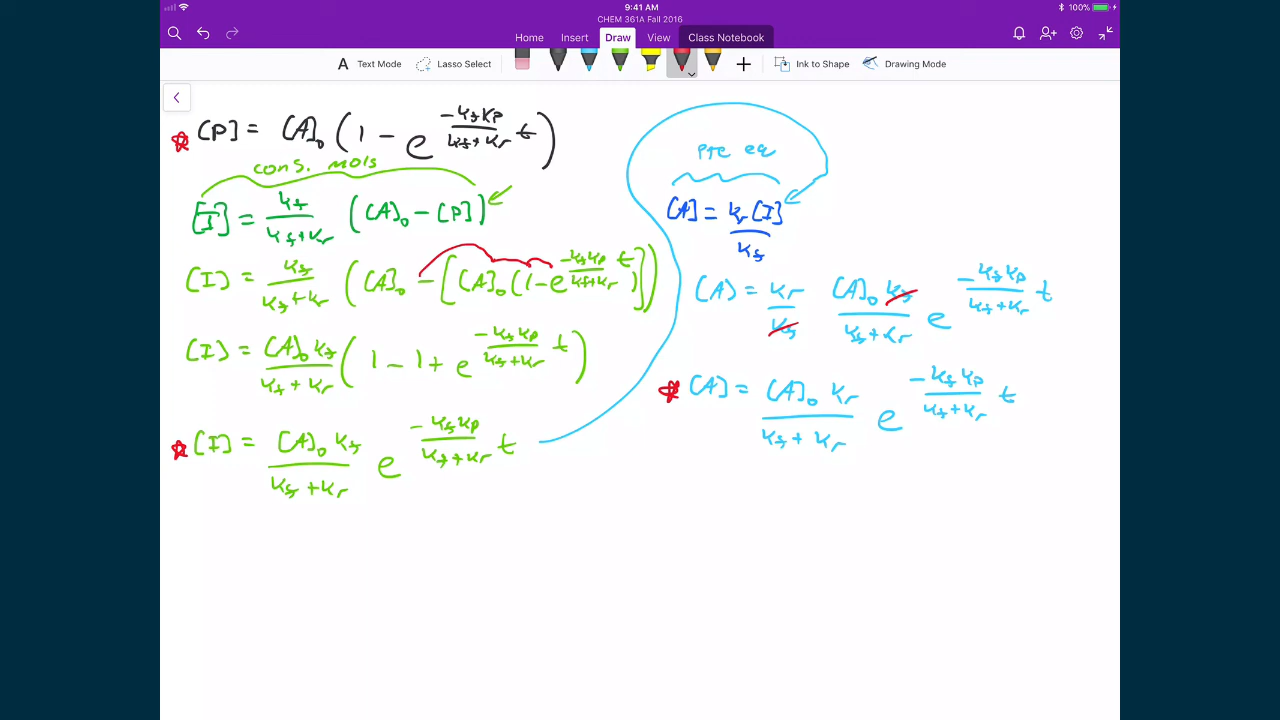 9:41 AM
100%
CHEM 361A Fall 2016
Home Insert Draw View Class Notebook
Text Mode Lasso Select Ink to Shape Drawing Mode
[P] = [A]₀ (1 - e^(-kf kp / (kf + kr) t))
cons. mols
[I] = kf / (kf + kr) ([A]₀ - [P])
[I] = kf / (kf + kr) ([A]₀ - [[A]₀ (1 - e^(-kf kp / (kf + kr) t)])
[I] = [A]₀ kf / (kf + kr) (1 - 1 + e^(-kf kp / (kf + kr) t))
[I] = [A]₀ kf / (kf + kr) e^(-kf kp / (kf + kr) t)
Pre eq
[A] = kr [I] / kf
[A] = kr / kf [A]₀ kf / (kf + kr) e^(-kf kp / (kf + kr) t)
[A] = [A]₀ kr / (kf + kr) e^(-kf kp / (kf + kr) t)